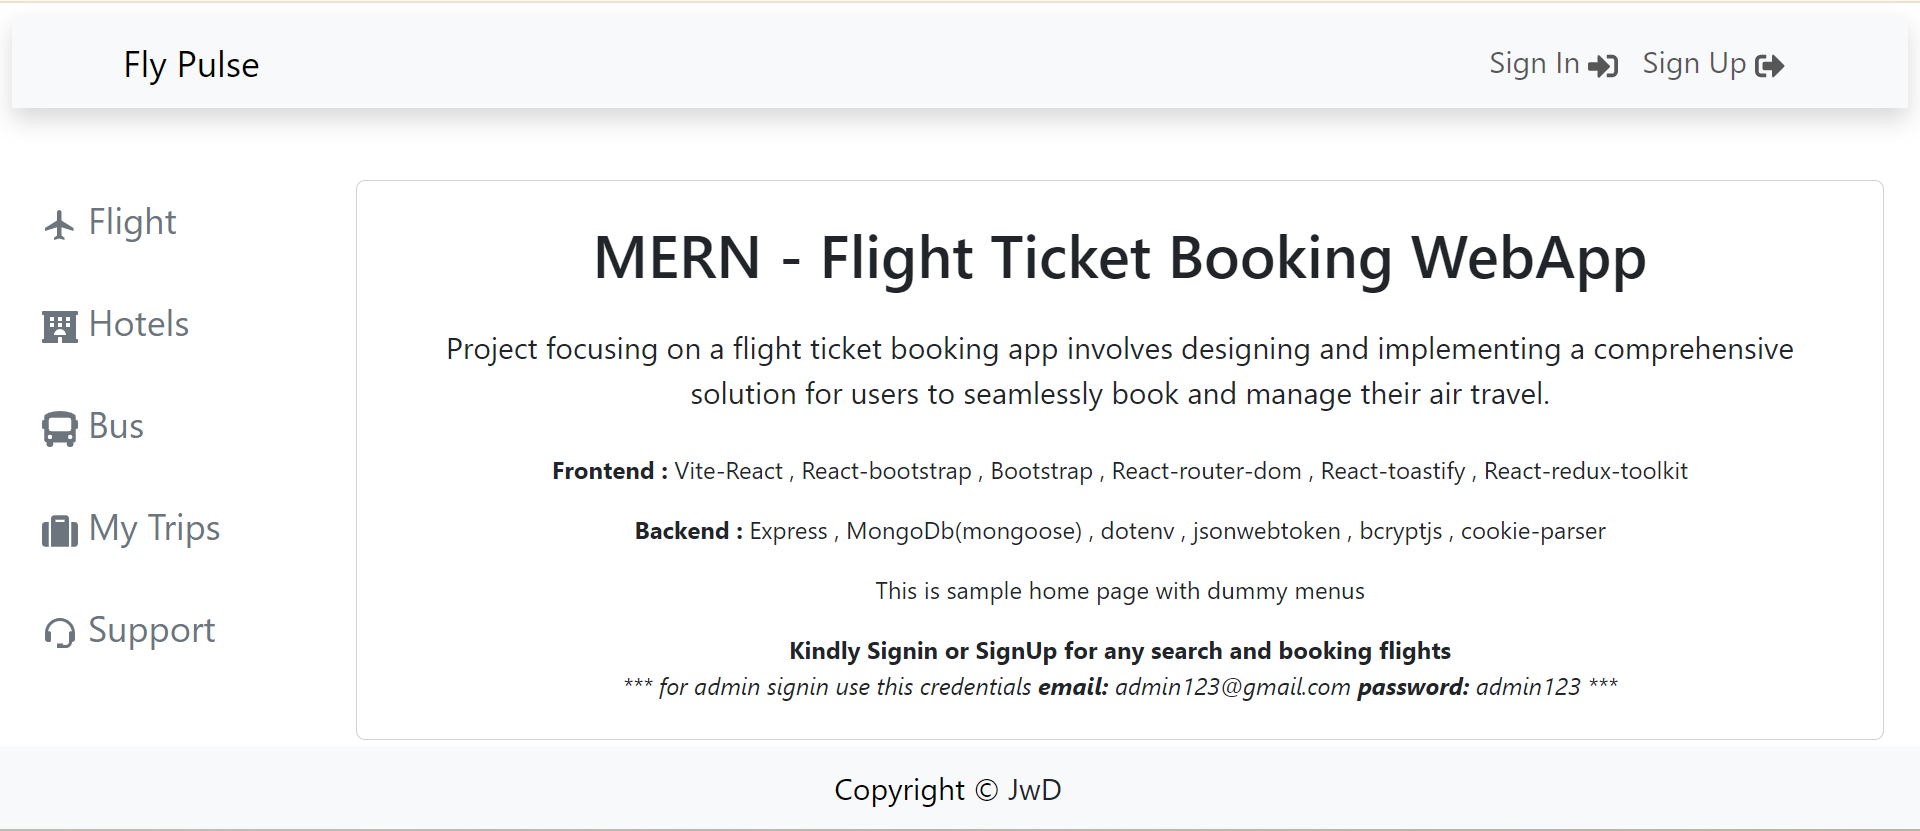 Fly Pulse
Sign In
Sign Up
Flight
Hotels
Bus
My Trips
Support
MERN - Flight Ticket Booking WebApp
Project focusing on a flight ticket booking app involves designing and implementing a comprehensive
solution for users to seamlessly book and manage their air travel.
Frontend : Vite-React , React-bootstrap , Bootstrap , React-router-dom , React-toastify , React-redux-toolkit
Backend : Express , MongoDb(mongoose) , dotenv , jsonwebtoken , bcryptjs , cookie-parser
This is sample home page with dummy menus
Kindly Signin or SignUp for any search and booking flights
*** for admin signin use this credentials email: admin123@gmail.com password: admin123 ***
Copyright © JwD